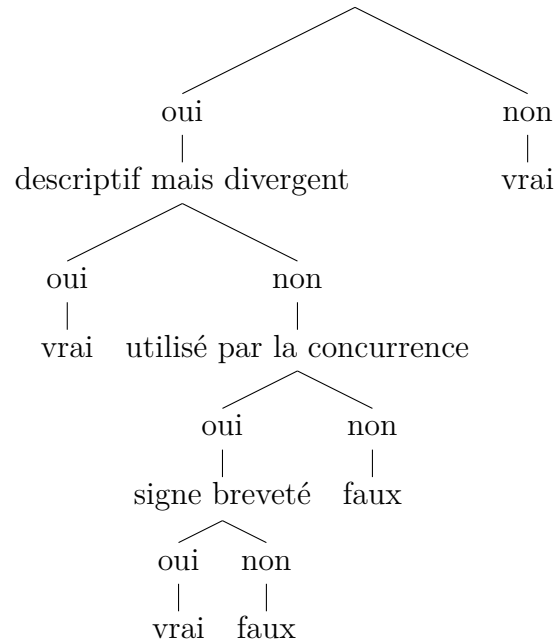 oui non
descriptif mais divergent vrai
oui non
vrai utilisé par la concurrence
oui non
signe breveté faux
oui non
vrai faux